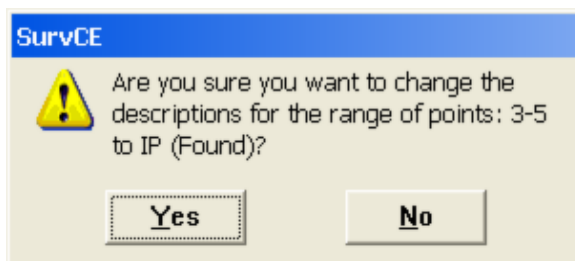 SurvCE
Are you sure you want to change the
descriptions for the range of points: 3-5
to IP (Found)?
Yes
No